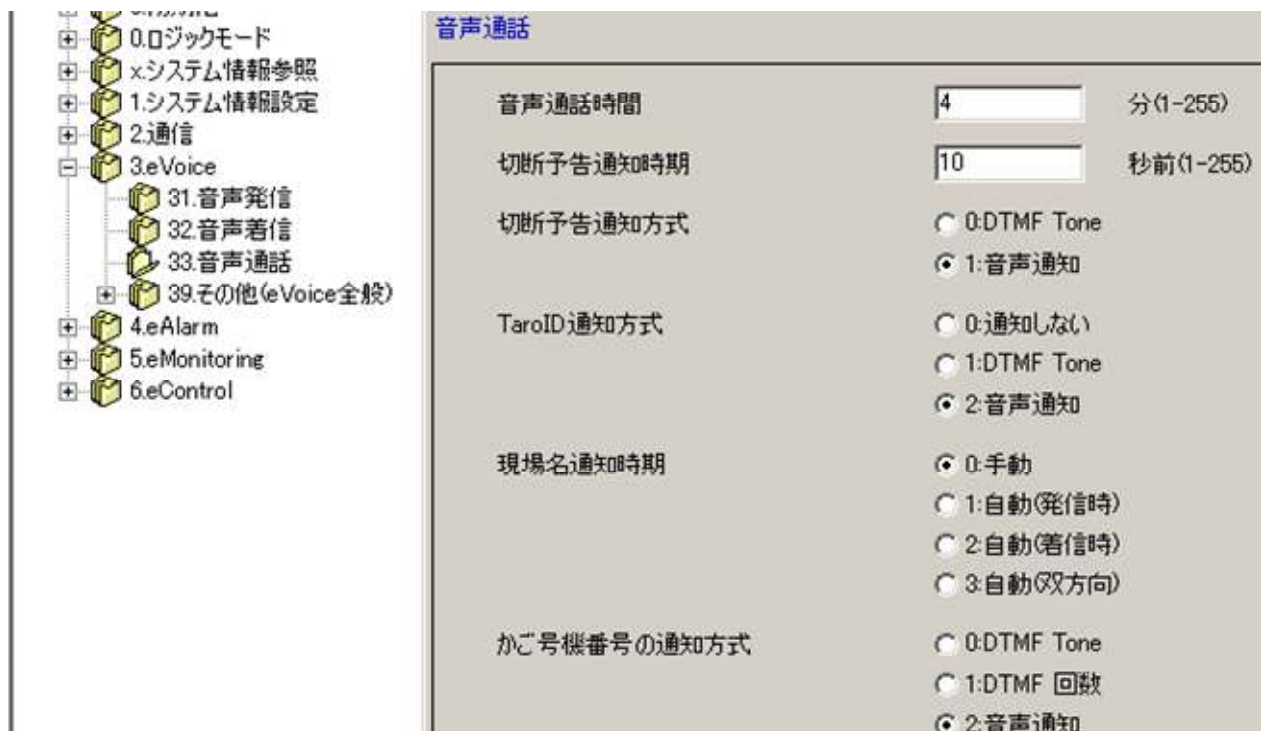 0.ロジックモード
x.システム情報参照
1.システム情報設定
2.通信
3.eVoice
31.音声発信
32.音声着信
33.音声通話
39.その他(eVoice全般)
4.eAlarm
5.eMonitoring
6.eControl
音声通話
音声通話時間 4 分(1-255)
切断予告通知時期 10 秒前(1-255)
切断予告通知方式 0:DTMF Tone
1:音声通知
TaroID通知方式 0:通知しない
1:DTMF Tone
2:音声通知
現場名通知時期 0:手動
1:自動(発信時)
2:自動(着信時)
3:自動(双方向)
かご号機番号の通知方式 0:DTMF Tone
1:DTMF 回数
2:音声通知